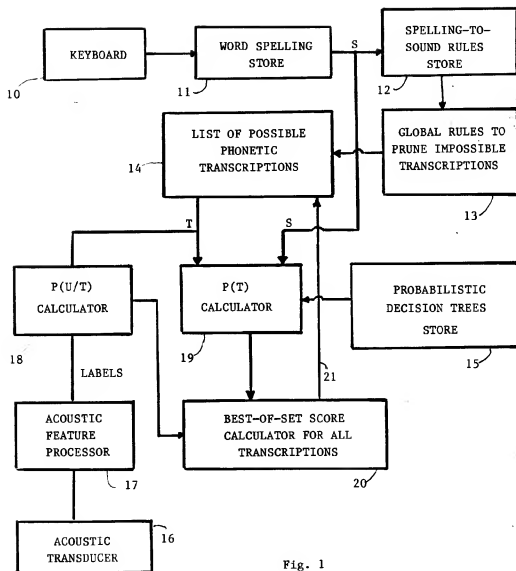 KEYBOARD
10
WORD SPELLING
STORE
11
S
SPELLING-TO-
SOUND RULES
STORE
12
LIST OF POSSIBLE
PHONETIC
TRANSCRIPTIONS
14
GLOBAL RULES TO
PRUNE IMPOSSIBLE
TRANSCRIPTIONS
13
T
S
P(U/T)
CALCULATOR
18
P(T)
CALCULATOR
19
PROBABILISTIC
DECISION TREES
STORE
15
LABELS
21
ACOUSTIC
FEATURE
PROCESSOR
17
BEST-OF-SET SCORE
CALCULATOR FOR ALL
TRANSCRIPTIONS
20
ACOUSTIC
TRANSDUCER
16
Fig. 1